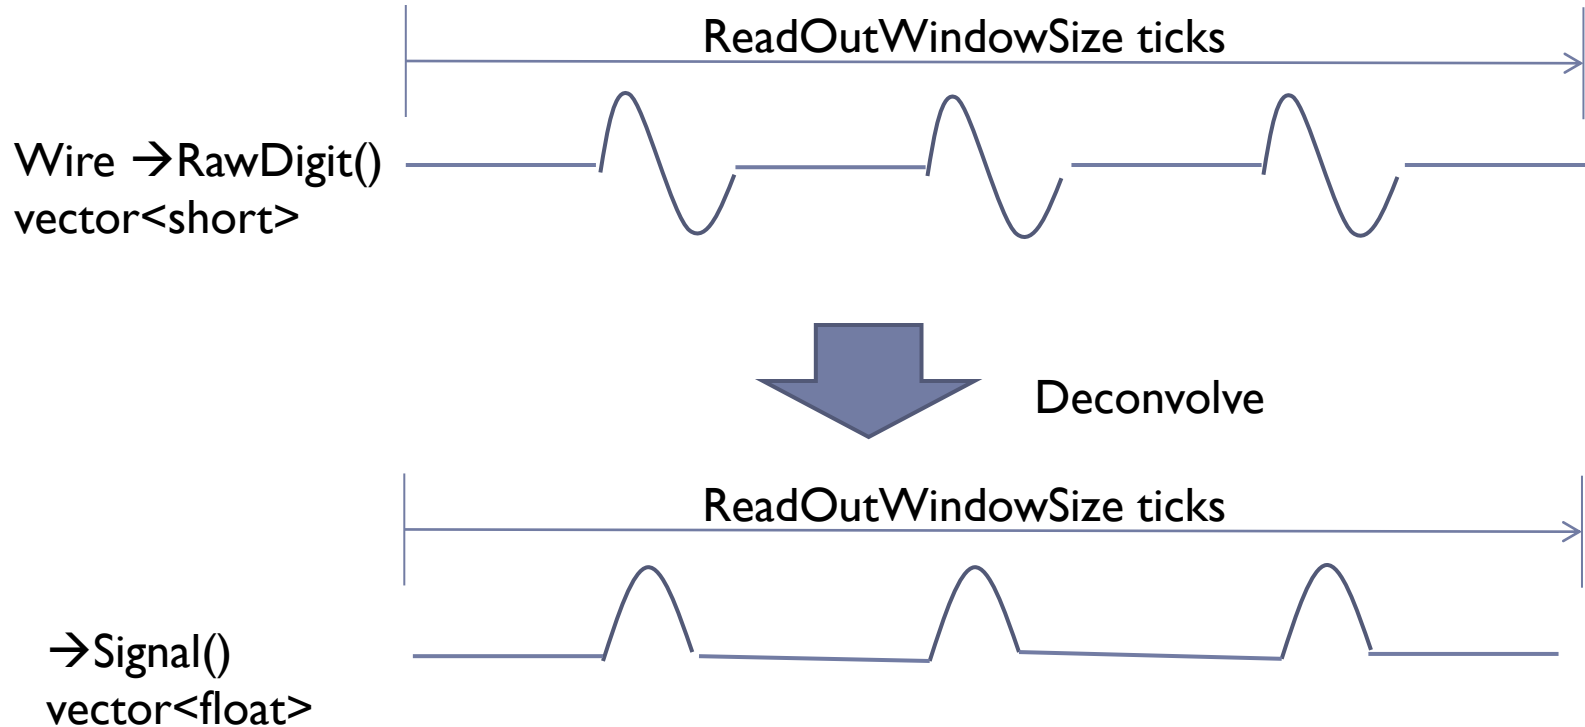 ReadOutWindowSize ticks
Wire →RawDigit()
vector<short>
Deconvolve
ReadOutWindowSize ticks
→Signal()
vector<float>